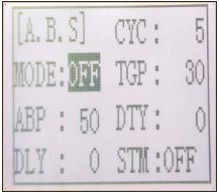 [A.B.S] CYC: 5
MODE:OFF TGP: 30
ABP: 50 DTY: 0
DLY: 0 STM:OFF